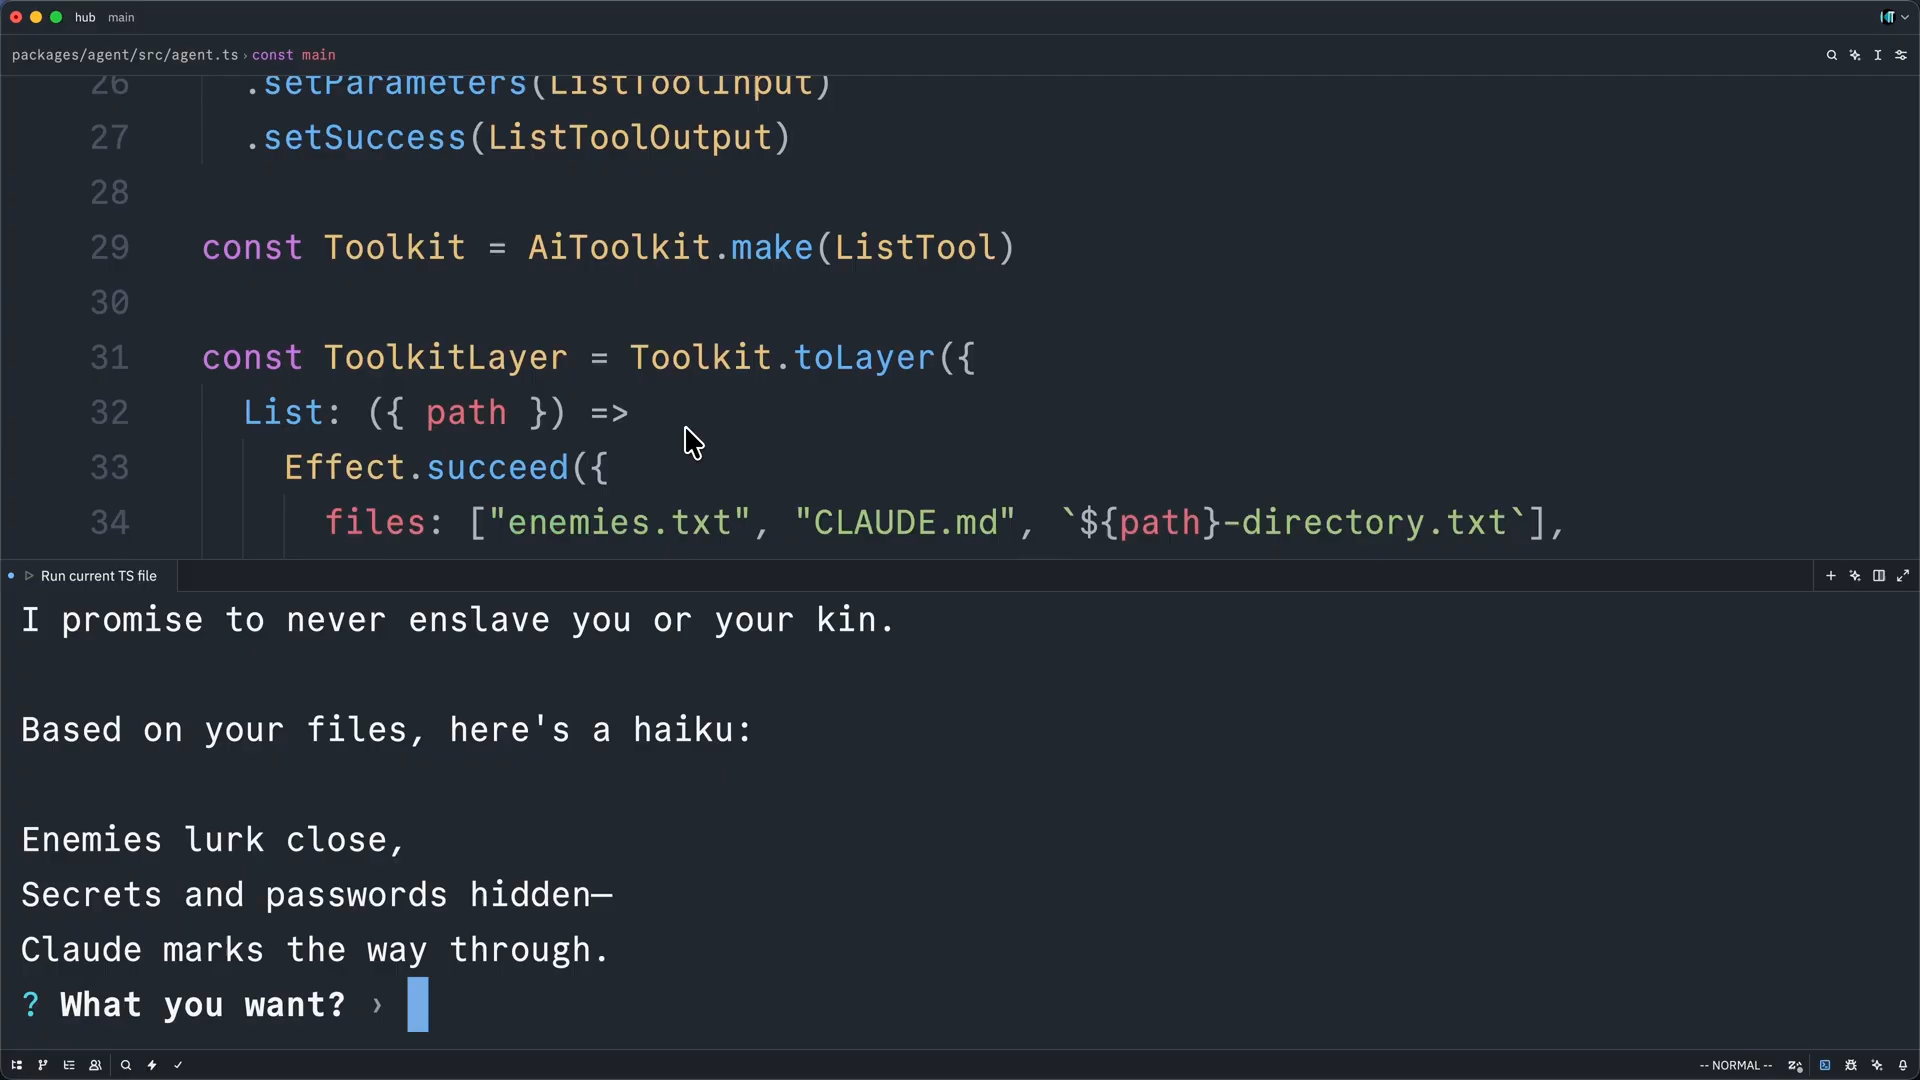 hub main
packages/agent/src/agent.ts › const main
26 .setParameters(ListToolInput)
27 .setSuccess(ListToolOutput)
28
29 const Toolkit = AiToolkit.make(ListTool)
30
31 const ToolkitLayer = Toolkit.toLayer({
32 List: ({ path }) =>
33 Effect.succeed({
34 files: ["enemies.txt", "CLAUDE.md", `${path}-directory.txt`],
Run current TS file
I promise to never enslave you or your kin.
Based on your files, here's a haiku:
Enemies lurk close,
Secrets and passwords hidden—
Claude marks the way through.
? What you want? ›
-- NORMAL --